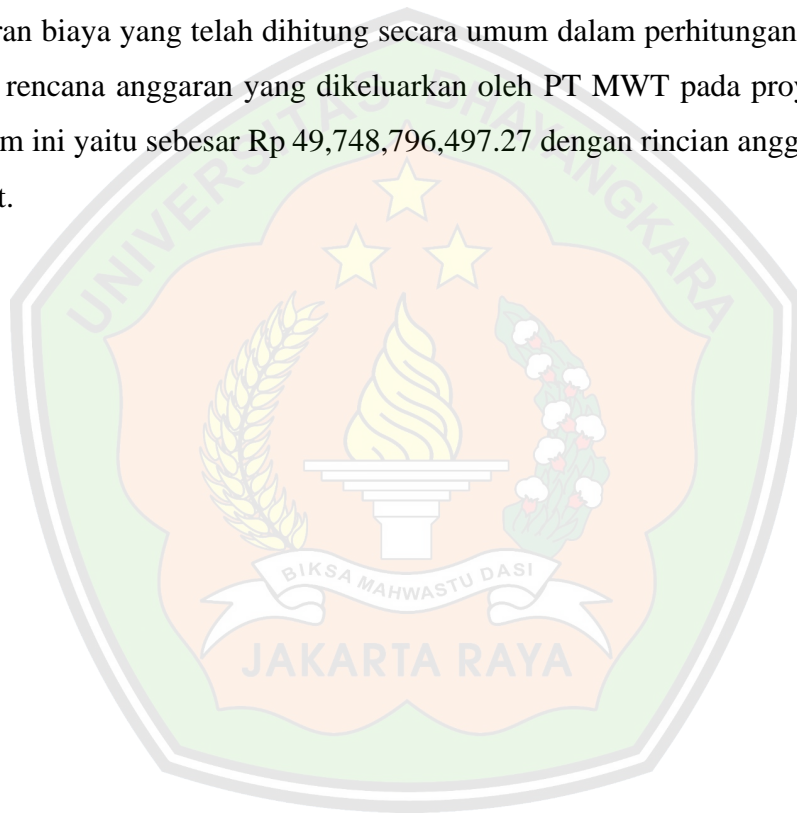 ran biaya yang telah dihitung secara umum dalam perhitungan
rencana anggaran yang dikeluarkan oleh PT MWT pada proy
m ini yaitu sebesar Rp 49,748,796,497.27 dengan rincian angg
t.
UNIVERSITAS BHAYANGKARA
BIKSA MAHWASTU DASI
JAKARTA RAYA